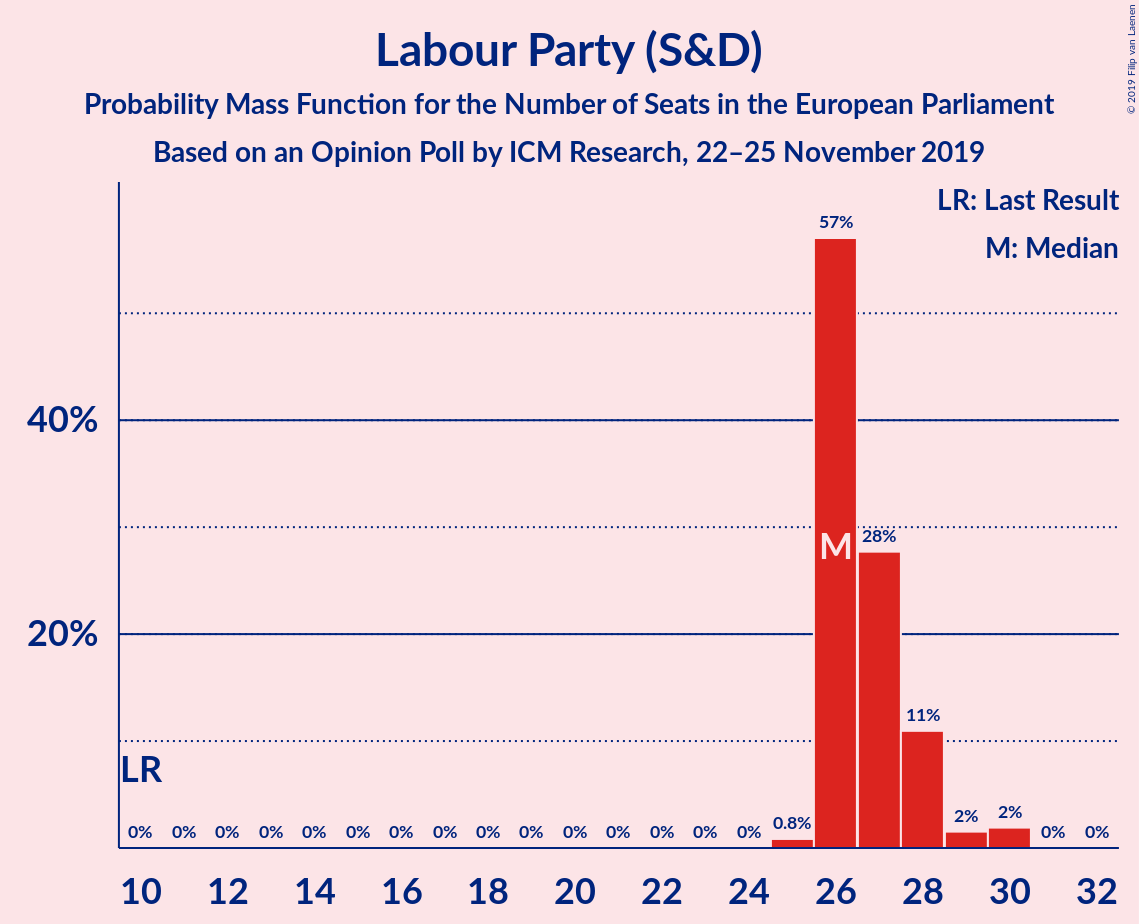 Labour Party (S&D)
Probability Mass Function for the Number of Seats in the European Parliament
Based on an Opinion Poll by ICM Research, 22–25 November 2019
© 2019 Filip van Laenen
LR: Last Result
M: Median
57%
40%
M
28%
20%
11%
LR
0% 0% 0% 0% 0% 0% 0% 0% 0% 0% 0% 0% 0% 0% 0% 0.8% 2% 2% 0% 0%
10 12 14 16 18 20 22 24 26 28 30 32